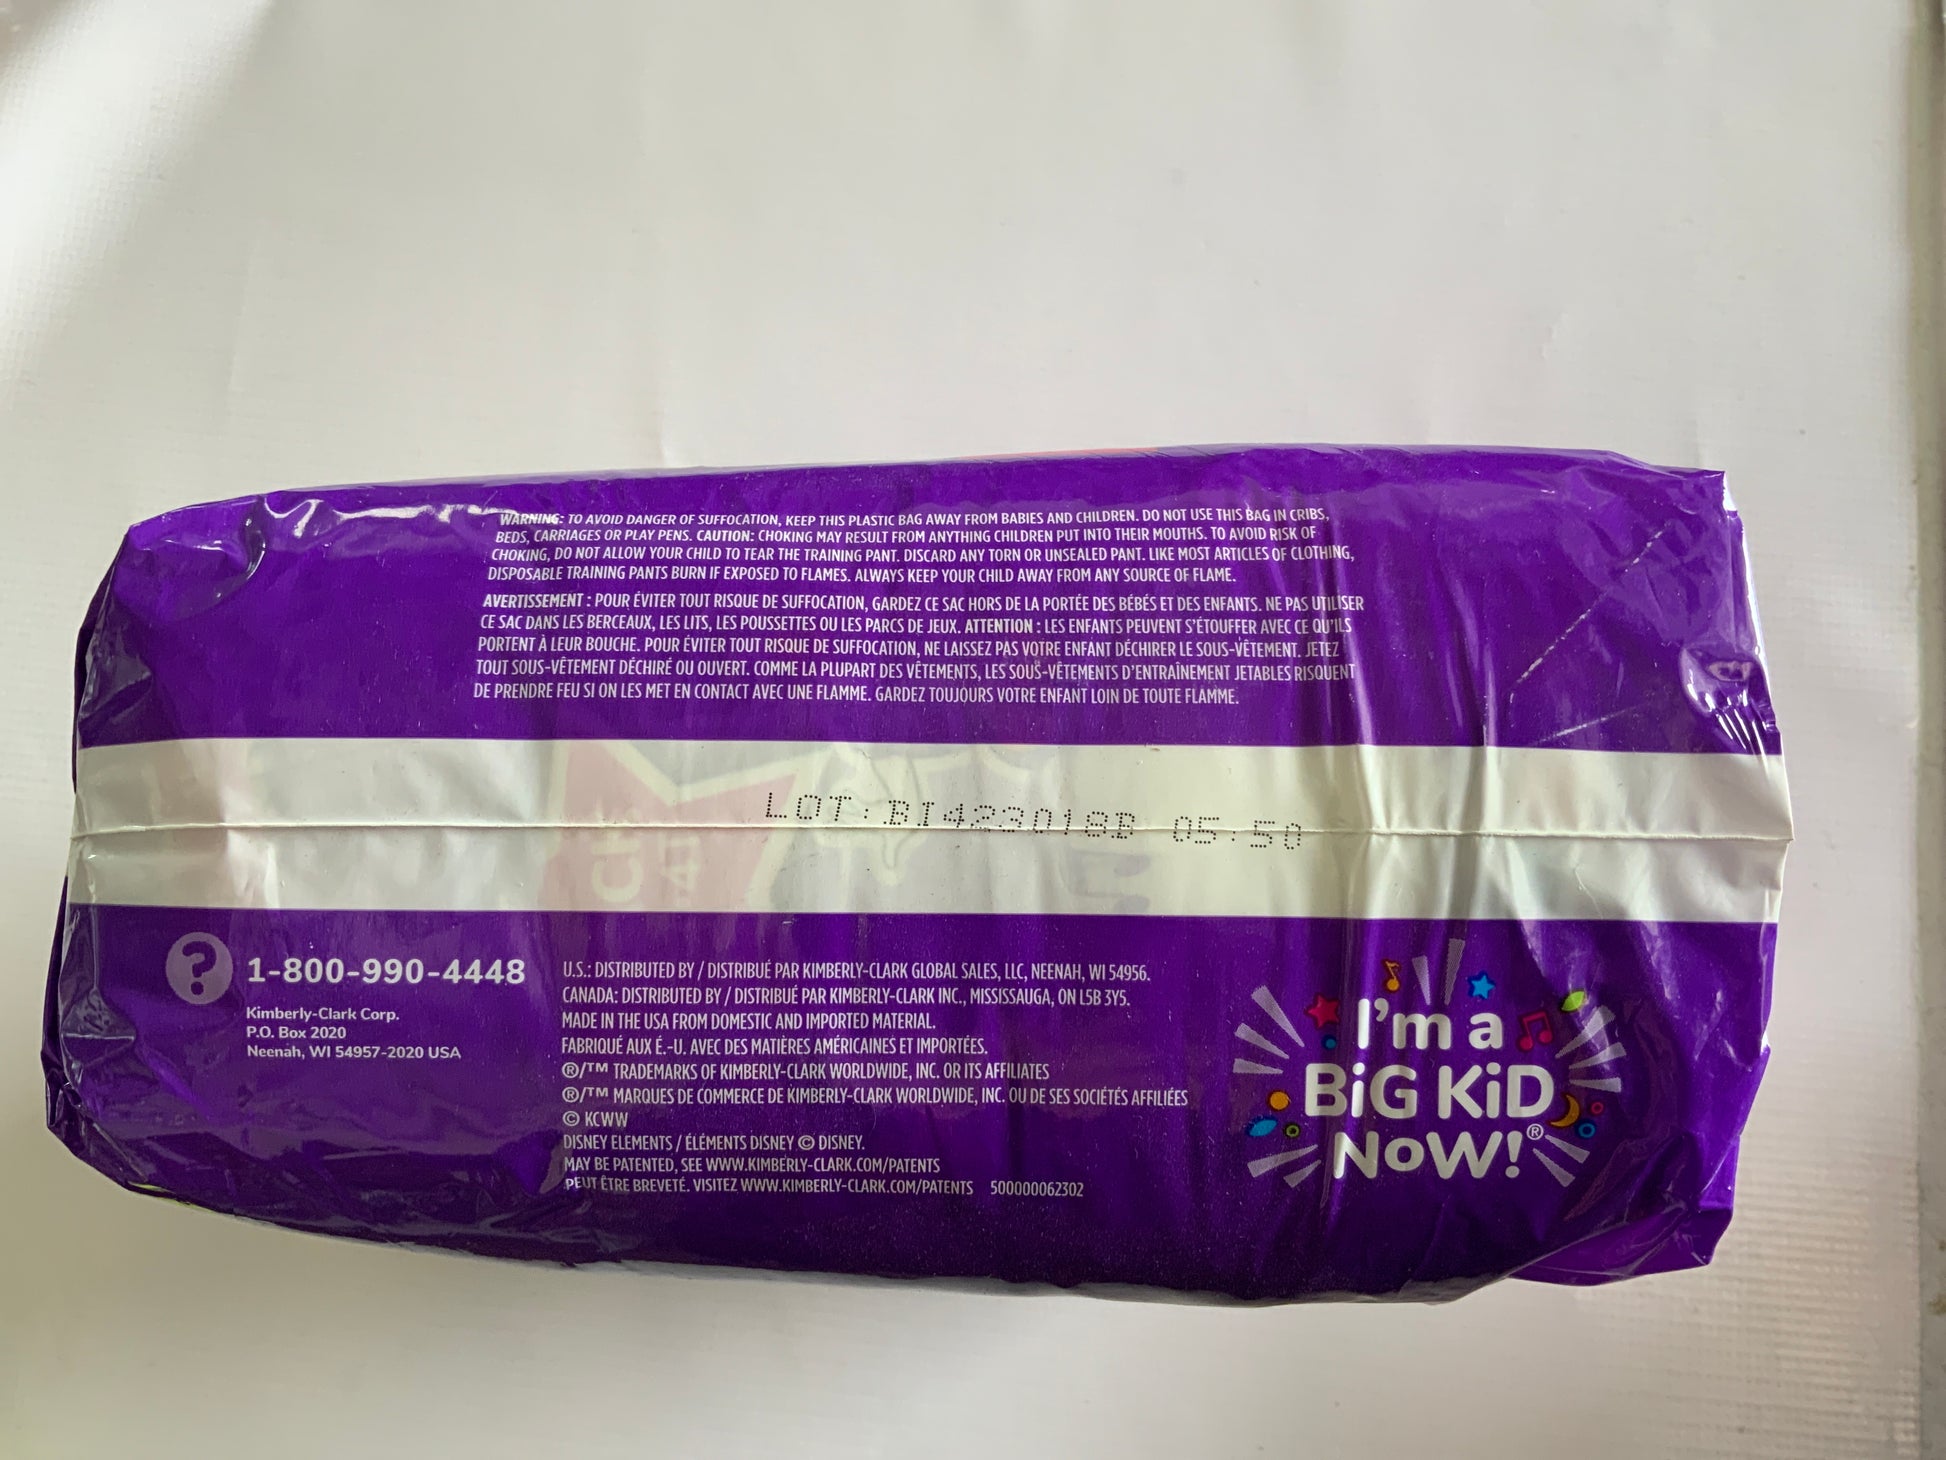 WARNING: TO AVOID DANGER OF SUFFOCATION, KEEP THIS PLASTIC BAG AWAY FROM BABIES AND CHILDREN. DO NOT USE THIS BAG IN CRIBS,
BEDS, CARRIAGES OR PLAY PENS. CAUTION: CHOKING MAY RESULT FROM ANYTHING CHILDREN PUT INTO THEIR MOUTHS. TO AVOID RISK OF
CHOKING, DO NOT ALLOW YOUR CHILD TO TEAR THE TRAINING PANT. DISCARD ANY TORN OR UNSEALED PANT. LIKE MOST ARTICLES OF CLOTHING,
DISPOSABLE TRAINING PANTS BURN IF EXPOSED TO FLAMES. ALWAYS KEEP YOUR CHILD AWAY FROM ANY SOURCE OF FLAME.
AVERTISSEMENT : POUR ÉVITER TOUT RISQUE DE SUFFOCATION, GARDEZ CE SAC HORS DE LA PORTÉE DES BÉBÉS ET DES ENFANTS. NE PAS UTILISER
CE SAC DANS LES BERCEAUX, LES LITS, LES POUSSETTES OU LES PARCS DE JEUX. ATTENTION : LES ENFANTS PEUVENT S'ÉTOUFFER AVEC CE QU'ILS
PORTENT À LEUR BOUCHE. POUR ÉVITER TOUT RISQUE DE SUFFOCATION, NE LAISSEZ PAS VOTRE ENFANT DÉCHIRER LE SOUS-VÊTEMENT. JETEZ
TOUT SOUS-VÊTEMENT DÉCHIRÉ OU OUVERT. COMME LA PLUPART DES VÊTEMENTS, LES SOUS-VÊTEMENTS D'ENTRAÎNEMENT JETABLES RISQUENT
DE PRENDRE FEU SI ON LES MET EN CONTACT AVEC UNE FLAMME. GARDEZ TOUJOURS VOTRE ENFANT LOIN DE TOUTE FLAMME.
LOT: BI423018B 05:50
? 1-800-990-4448
Kimberly-Clark Corp.
P.O. Box 2020
Neenah, WI 54957-2020 USA
U.S.: DISTRIBUTED BY / DISTRIBUÉ PAR KIMBERLY-CLARK GLOBAL SALES, LLC, NEENAH, WI 54956.
CANADA: DISTRIBUTED BY / DISTRIBUÉ PAR KIMBERLY-CLARK INC., MISSISSAUGA, ON L5B 3Y5.
MADE IN THE USA FROM DOMESTIC AND IMPORTED MATERIAL.
FABRIQUÉ AUX É.-U. AVEC DES MATIÈRES AMÉRICAINES ET IMPORTÉES.
®/™ TRADEMARKS OF KIMBERLY-CLARK WORLDWIDE, INC. OR ITS AFFILIATES
®/™ MARQUES DE COMMERCE DE KIMBERLY-CLARK WORLDWIDE, INC. OU DE SES SOCIÉTÉS AFFILIÉES
© KCWW
DISNEY ELEMENTS / ÉLÉMENTS DISNEY © DISNEY.
MAY BE PATENTED, SEE WWW.KIMBERLY-CLARK.COM/PATENTS
PEUT ÊTRE BREVETÉ. VISITEZ WWW.KIMBERLY-CLARK.COM/PATENTS 500000062302
I'm a
BiG KiD
NoW!®